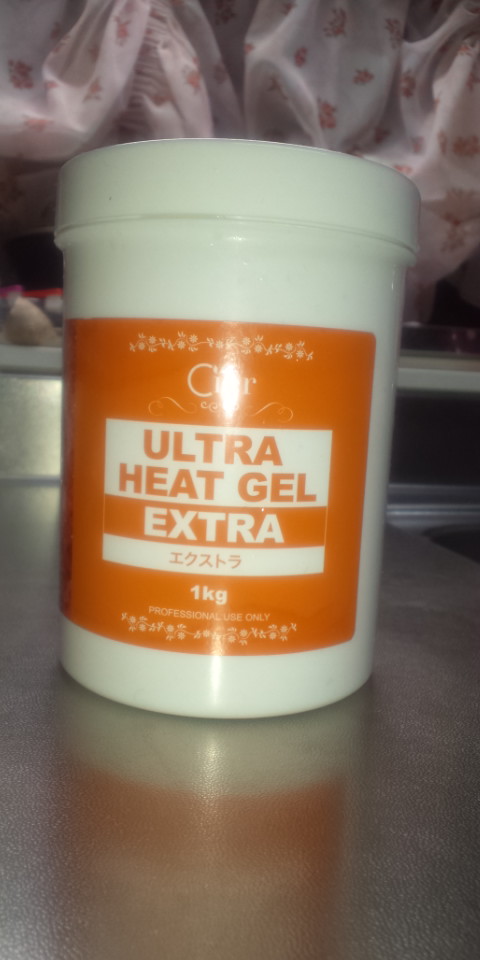 ULTRA
HEAT GEL
EXTRA
エクストラ
1kg
PROFESSIONAL USE ONLY